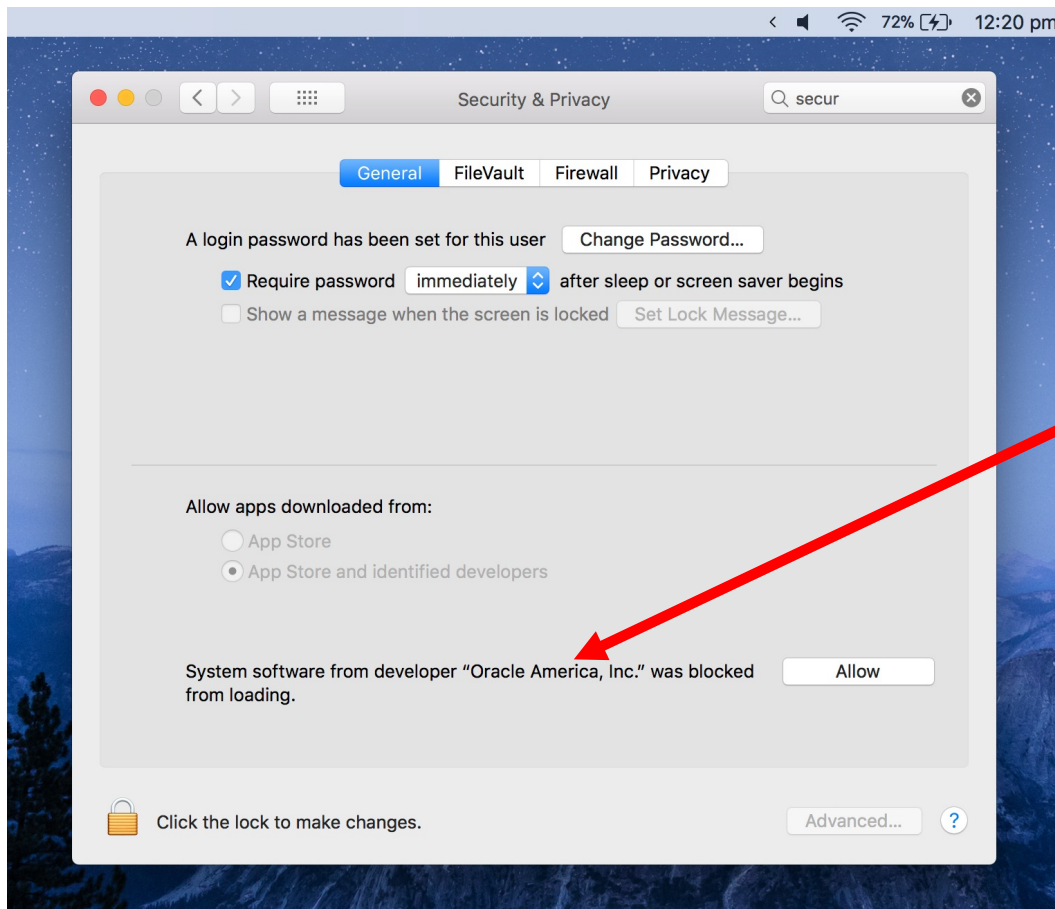 72% 12:20 pm
Security & Privacy
secur
General FileVault Firewall Privacy
A login password has been set for this user Change Password...
Require password immediately after sleep or screen saver begins
Show a message when the screen is locked Set Lock Message...
Allow apps downloaded from:
App Store
App Store and identified developers
System software from developer “Oracle America, Inc.” was blocked Allow
from loading.
Click the lock to make changes. Advanced... ?